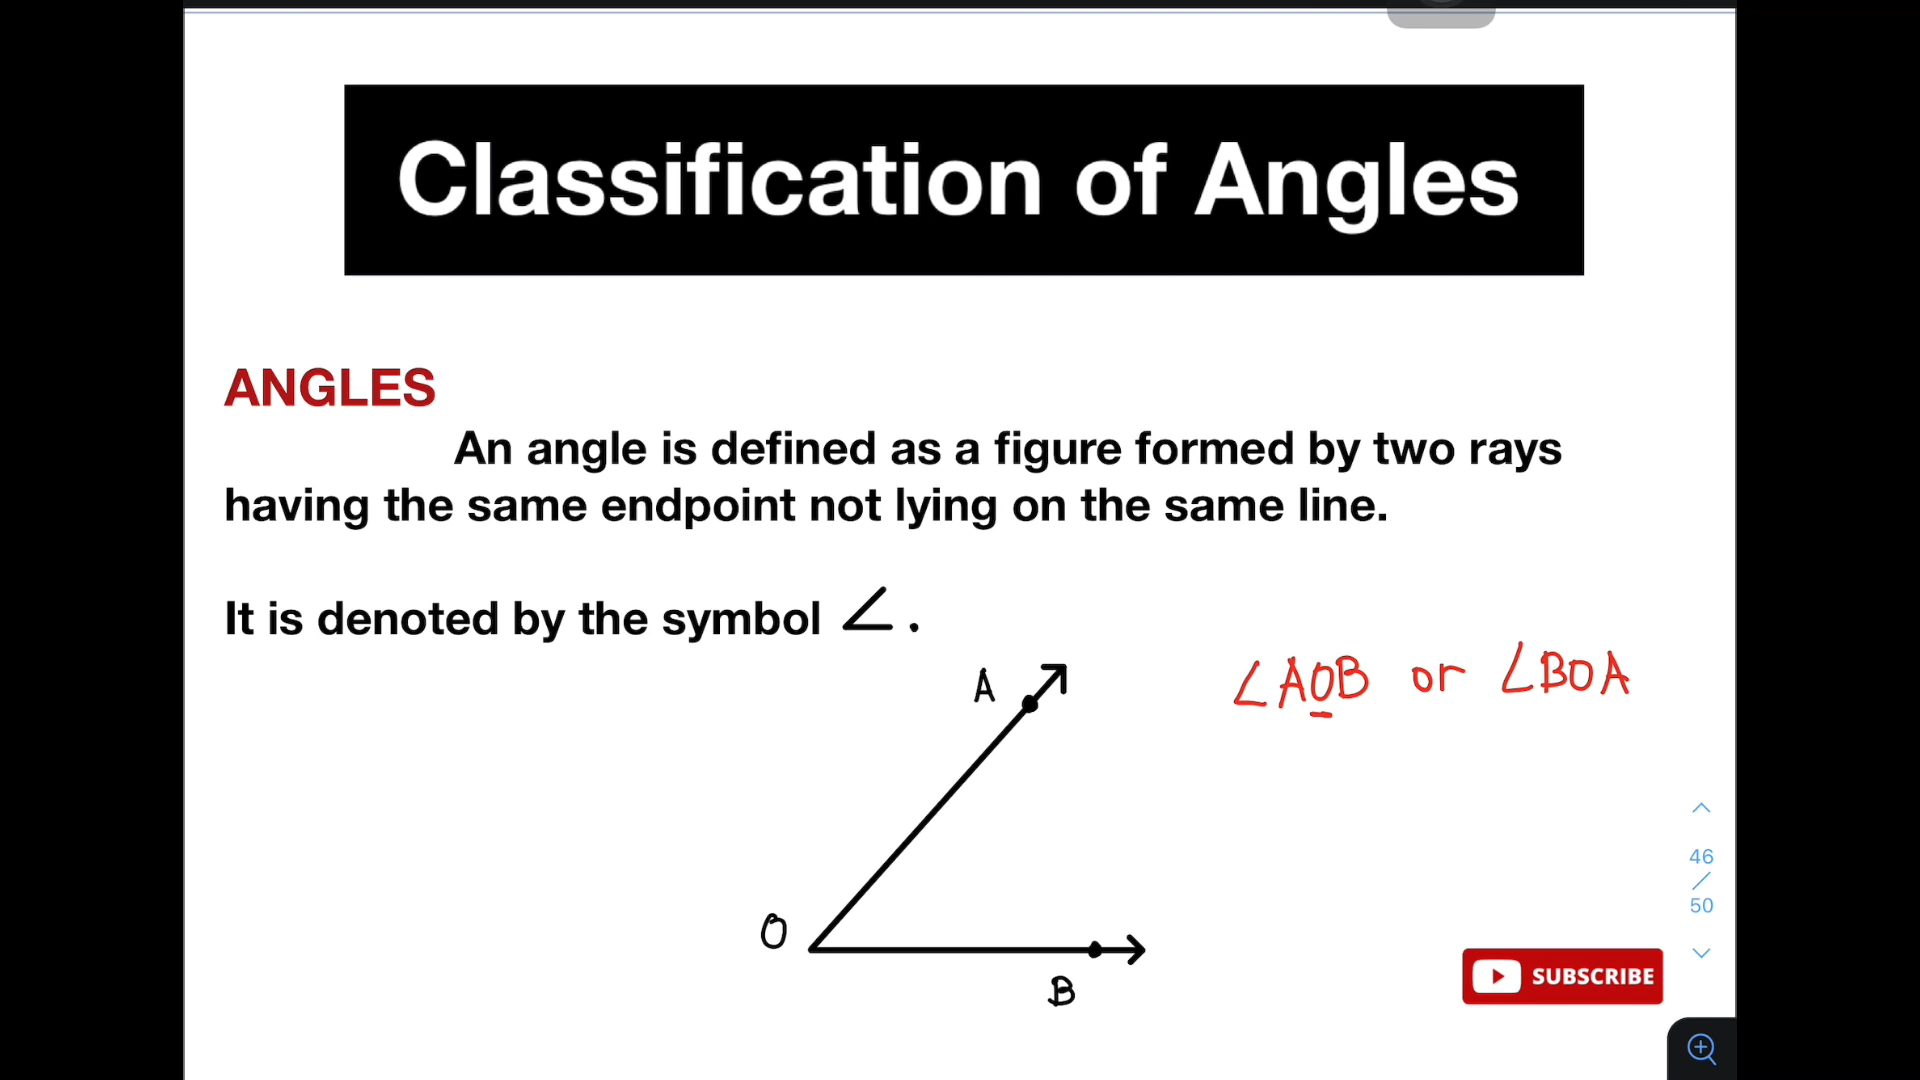 Classification of Angles
ANGLES
An angle is defined as a figure formed by two rays
having the same endpoint not lying on the same line.
It is denoted by the symbol ∠.
A
∠AOB or ∠BOA
O
B
46
/
50
SUBSCRIBE